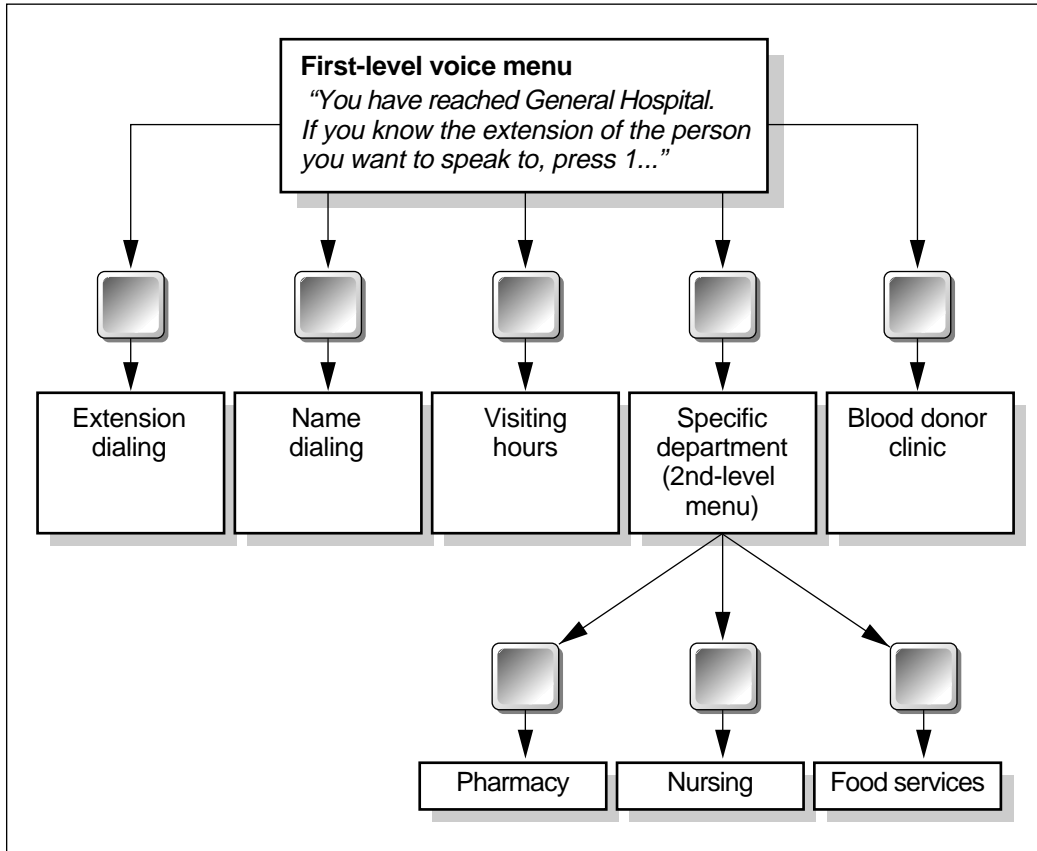 First-level voice menu
“You have reached General Hospital.
If you know the extension of the person
you want to speak to, press 1...”
Extension
dialing
Name
dialing
Visiting
hours
Specific
department
(2nd-level
menu)
Blood donor
clinic
Pharmacy
Nursing
Food services